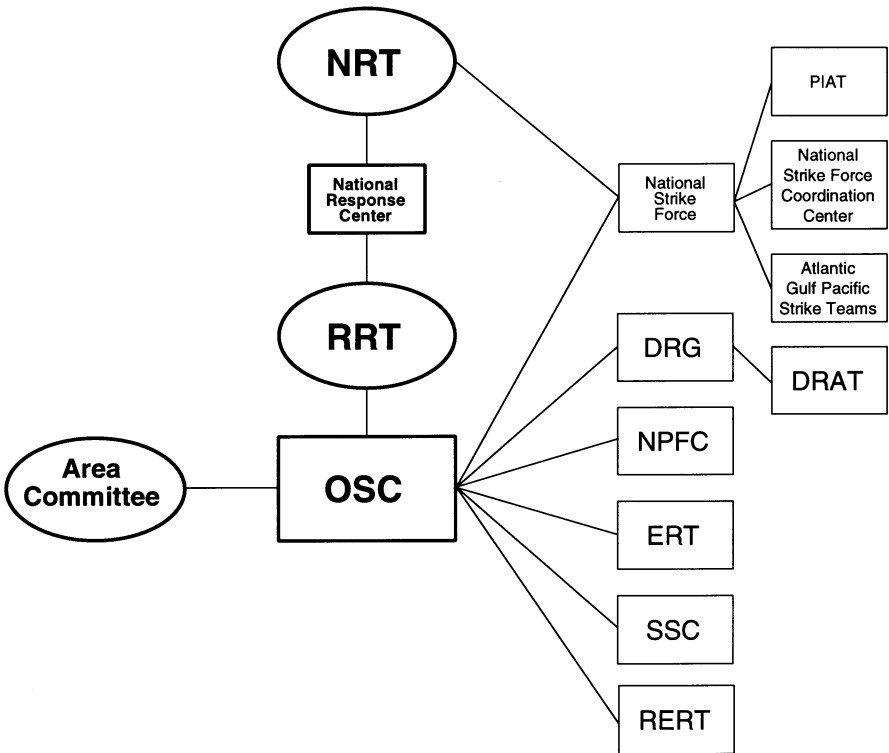 NRT
PIAT
National
Strike Force
Coordination
Center
National
Response
Center
National
Strike
Force
Atlantic
Gulf Pacific
Strike Teams
RRT
DRG
DRAT
NPFC
Area
Committee
OSC
ERT
SSC
RERT